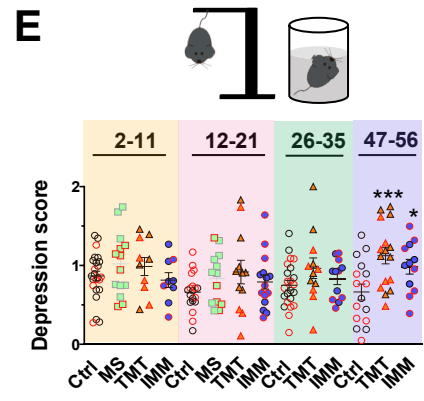 E
2-11 12-21 26-35 47-56
Depression score
2
1
0
***
*
Ctrl MS TMT IMM Ctrl MS TMT IMM Ctrl TMT IMM Ctrl TMT IMM